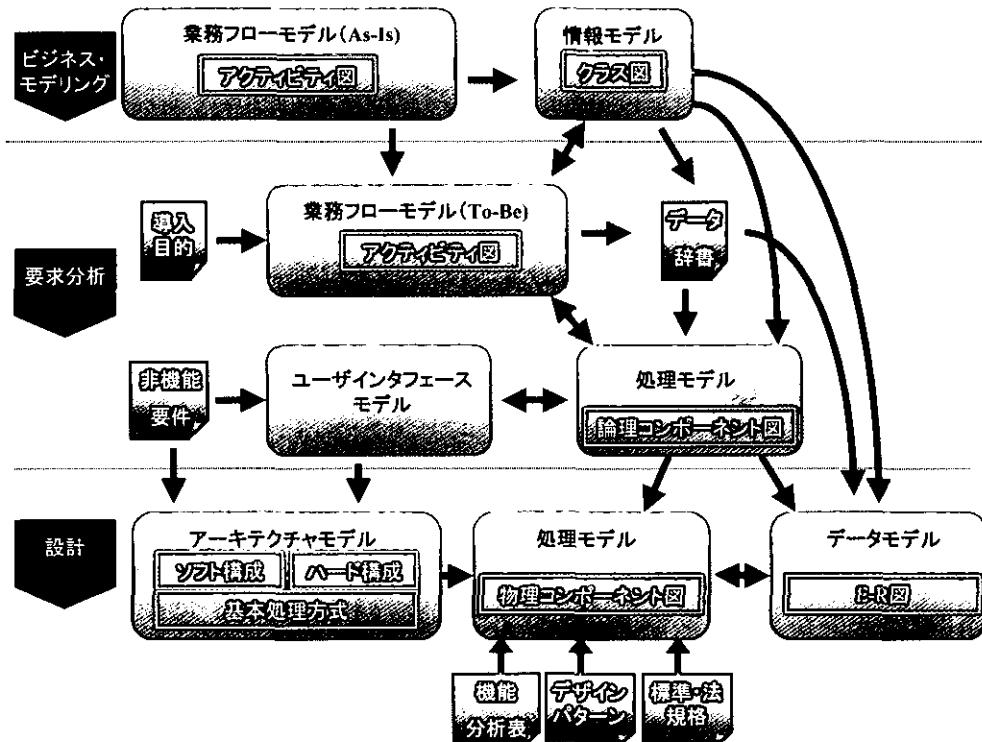 ビジネス・
モデリング
業務フローモデル(As-Is)
アクティビティ図
情報モデル
クラス図
要求分析
導入
目的
業務フローモデル(To-Be)
アクティビティ図
データ
辞書
非機能
要件
ユーザインタフェース
モデル
処理モデル
論理コンポーネント図
設計
アーキテクチャモデル
ソフト構成
ハード構成
基本処理方式
処理モデル
物理コンポーネント図
データモデル
E-R図
機能
分析表
デザイン
パターン
標準・法
規格